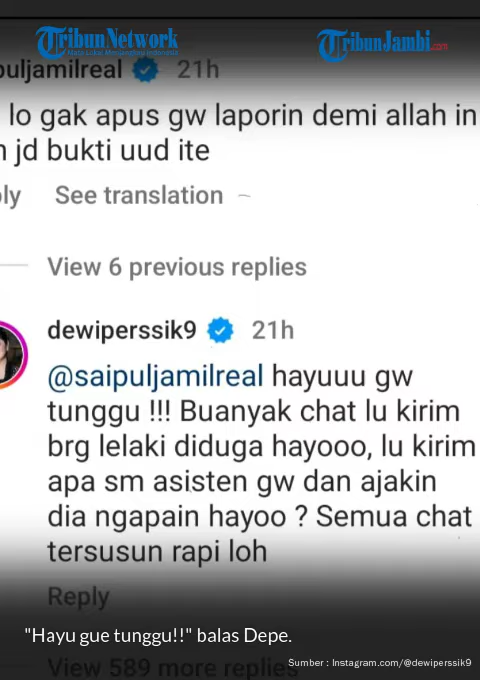 TribunNetwork
TribunJambi.com
puljamilreal 21h
lo gak apus gw laporin demi allah in
jd bukti uud ite
ly See translation
View 6 previous replies
dewiperssik9 21h
@saipuljamilreal hayuuu gw
tunggu !!! Buanyak chat lu kirim
brg lelaki diduga hayooo, lu kirim
apa sm asisten gw dan ajakin
dia ngapain hayoo ? Semua chat
tersusun rapi loh
Reply
"Hayu gue tunggu!!" balas Depe.
View 589 more replies
Sumber : Instagram.com/@dewiperssik9